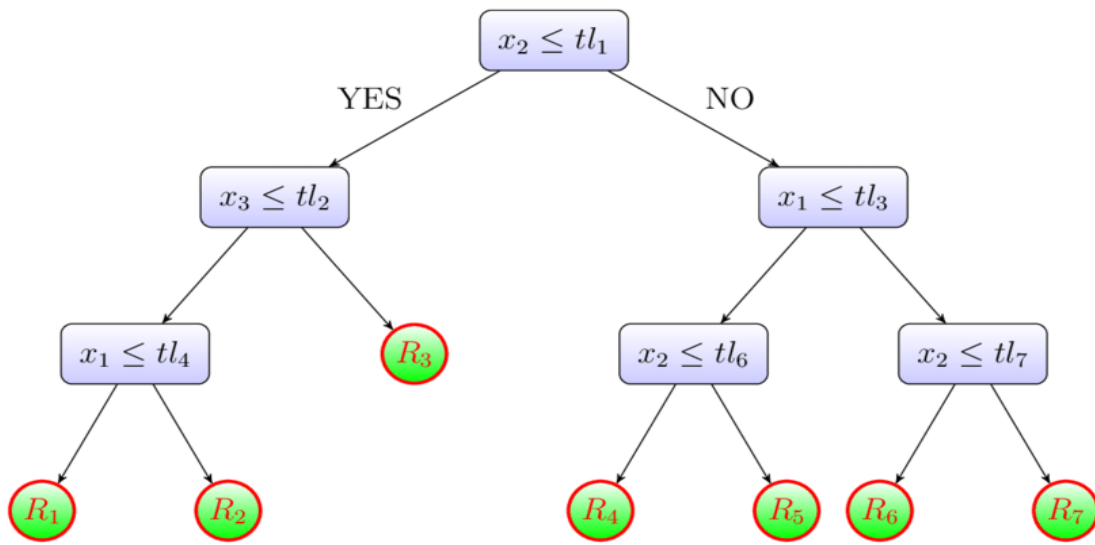 x₂ ≤ tl₁
YES NO
x₃ ≤ tl₂ x₁ ≤ tl₃
x₁ ≤ tl₄ R₃ x₂ ≤ tl₆ x₂ ≤ tl₇
R₁ R₂ R₄ R₅ R₆ R₇